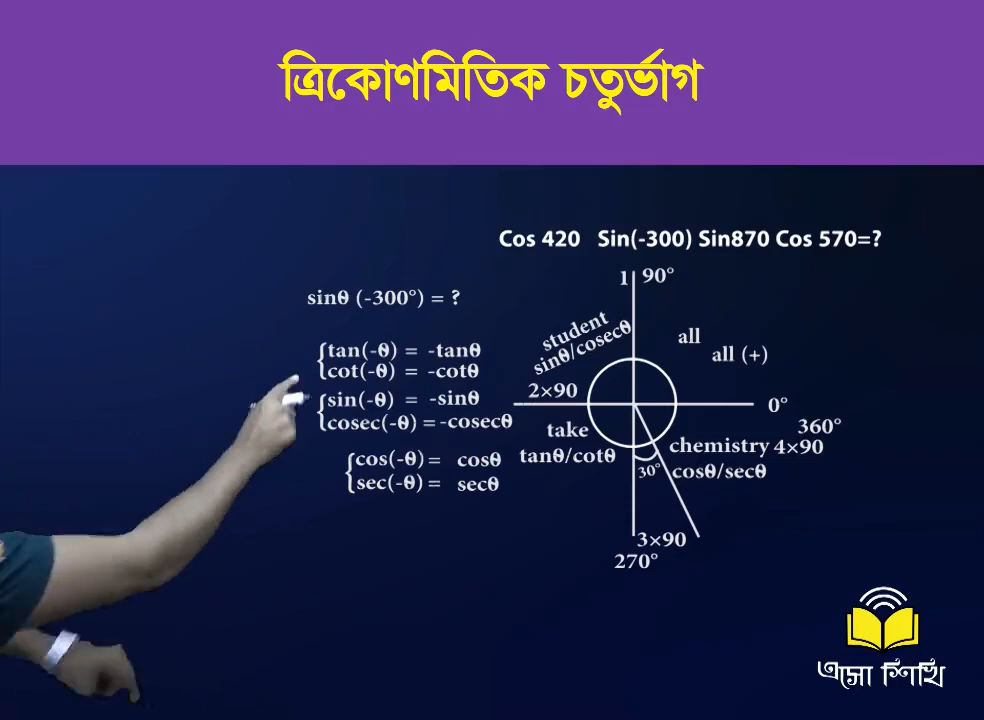 ত্রিকোণমিতিক চতুর্ভাগ
Cos 420 Sin(-300) Sin870 Cos 570=?
1 90°
sinθ (-300°) = ?
student
sinθ/cosecθ
all
all (+)
tan(-θ) = -tanθ
cot(-θ) = -cotθ
sin(-θ) = -sinθ
cosec(-θ) = -cosecθ
cos(-θ) = cosθ
sec(-θ) = secθ
2×90
0°
360°
take
tanθ/cotθ
chemistry 4×90
30° cosθ/secθ
3×90
270°
এসো শিখি